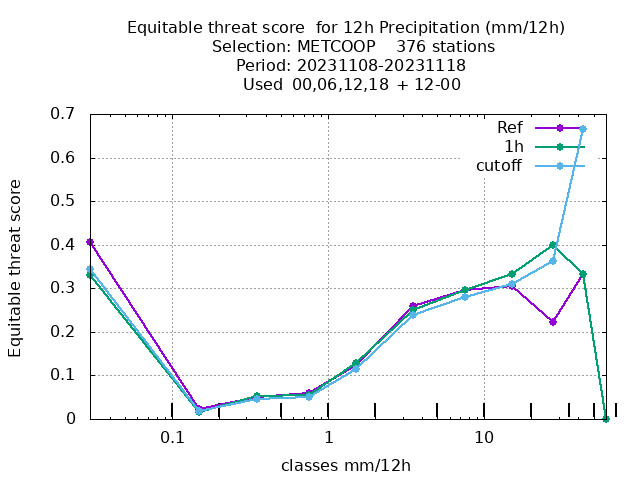 Equitable threat score  for 12h Precipitation (mm/12h)
Selection: METCOOP    376 stations
Period: 20231108-20231118
Used  00,06,12,18  + 12-00
Ref
1h
cutoff
Equitable threat score
0.7
0.6
0.5
0.4
0.3
0.2
0.1
0
0.1
1
10
classes mm/12h